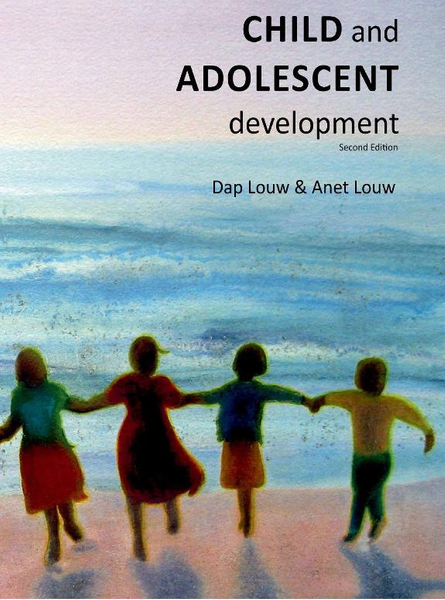 CHILD and
ADOLESCENT
development
Second Edition
Dap Louw & Anet Louw